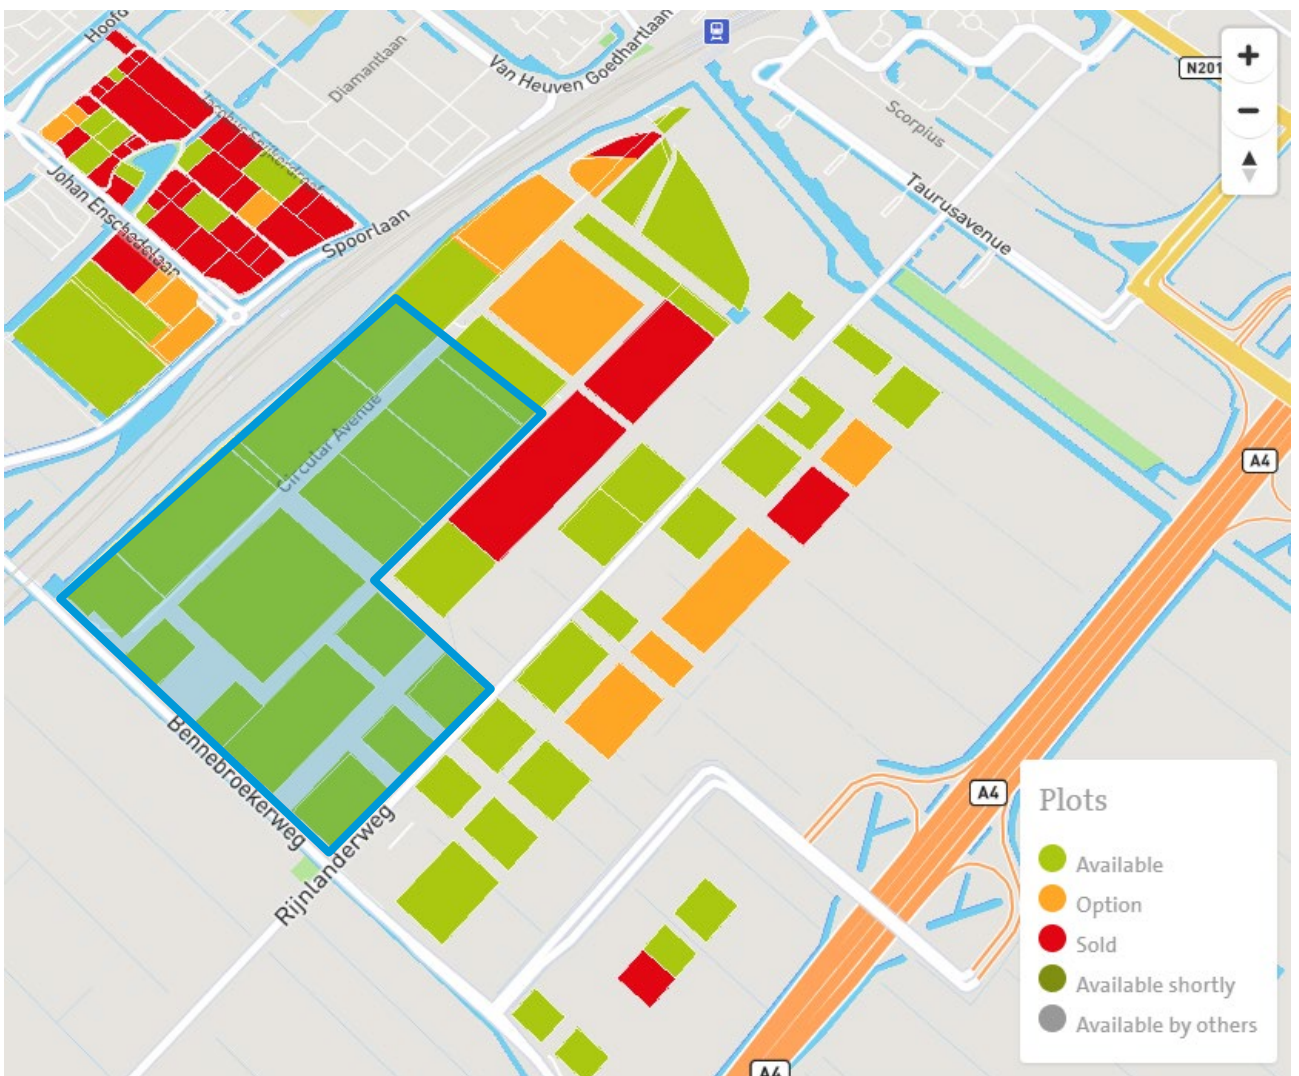 Hoofd
Diamantlaan
Van Heuven Goedhartlaan
N201
Scorpius
Taurusavenue
Johan Enschedelaan
Spoorlaan
Circular Avenue
A4
Bennebroekerweg
Rijnlanderweg
A4
A4
+
−
Plots
Available
Option
Sold
Available shortly
Available by others